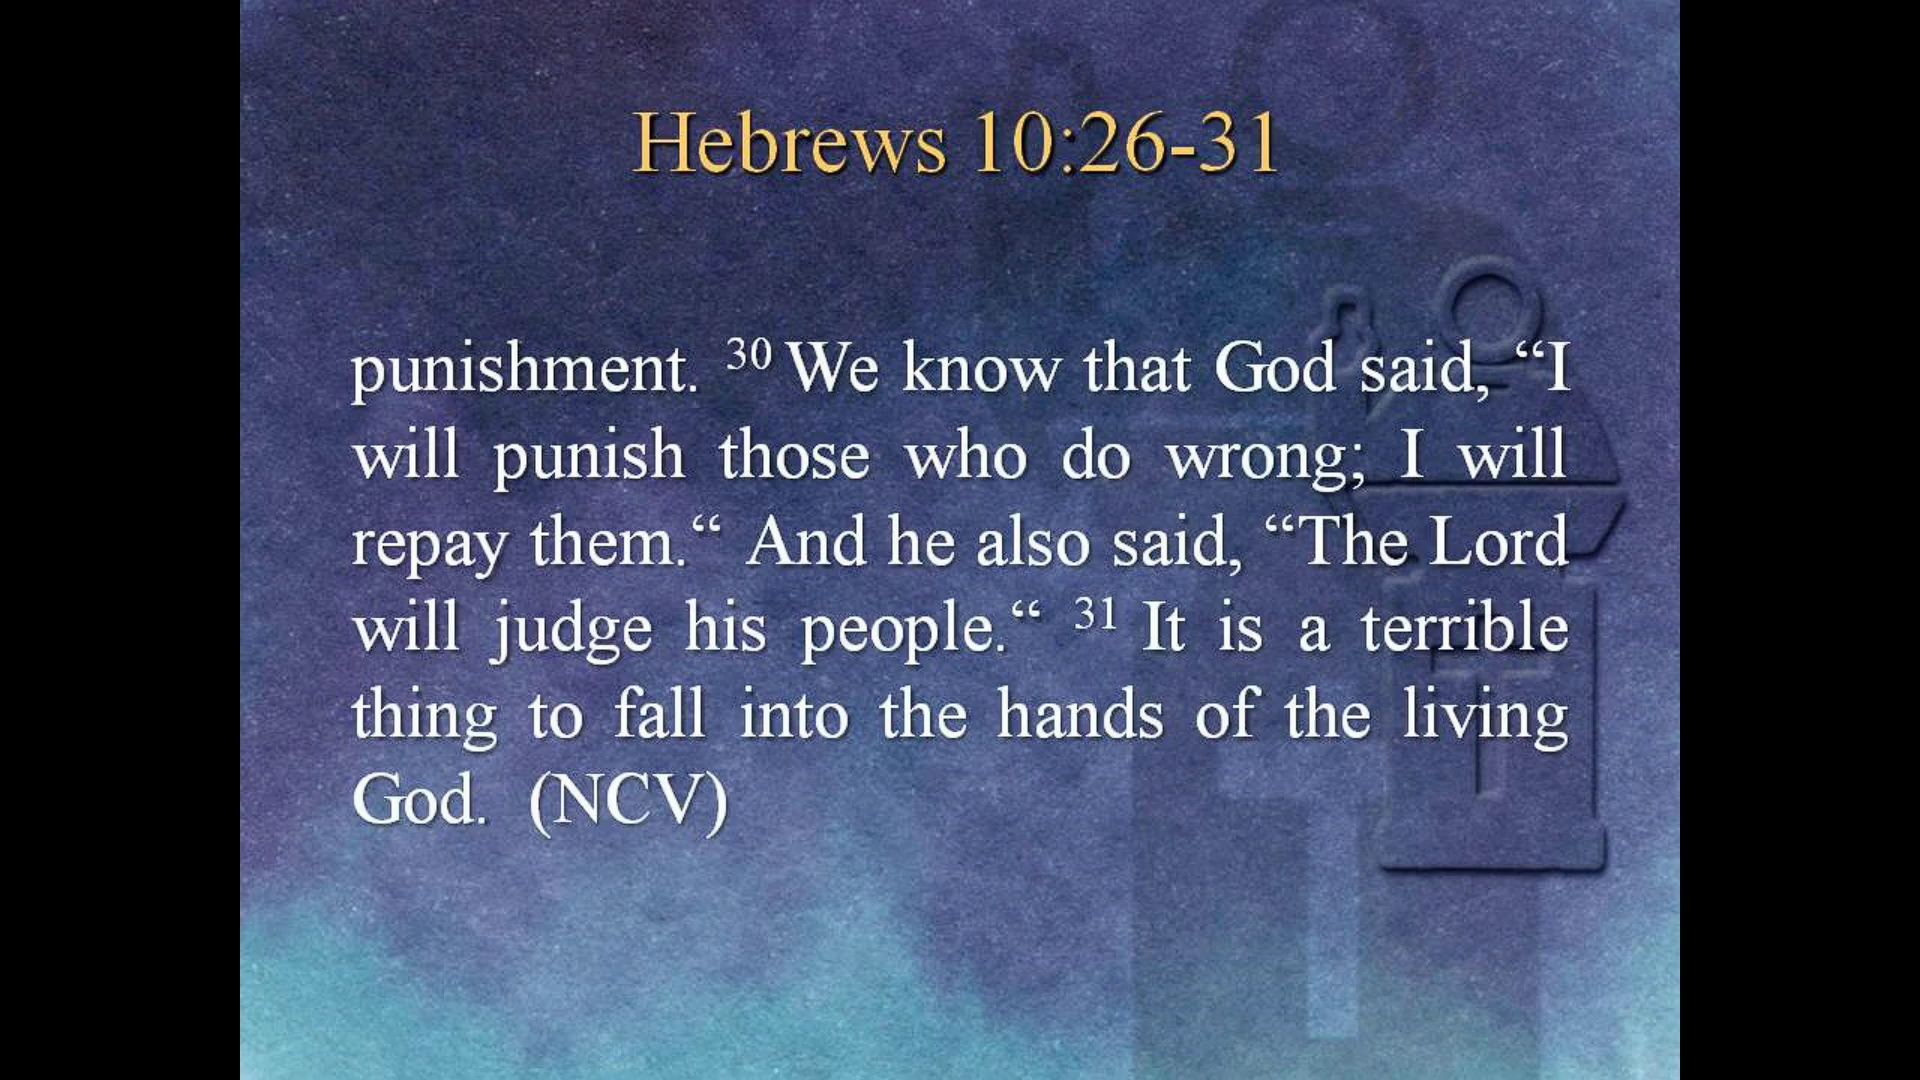 Hebrews 10:26-31
punishment. 30 We know that God said, “I
will punish those who do wrong; I will
repay them.“ And he also said, “The Lord
will judge his people.“ 31 It is a terrible
thing to fall into the hands of the living
God. (NCV)